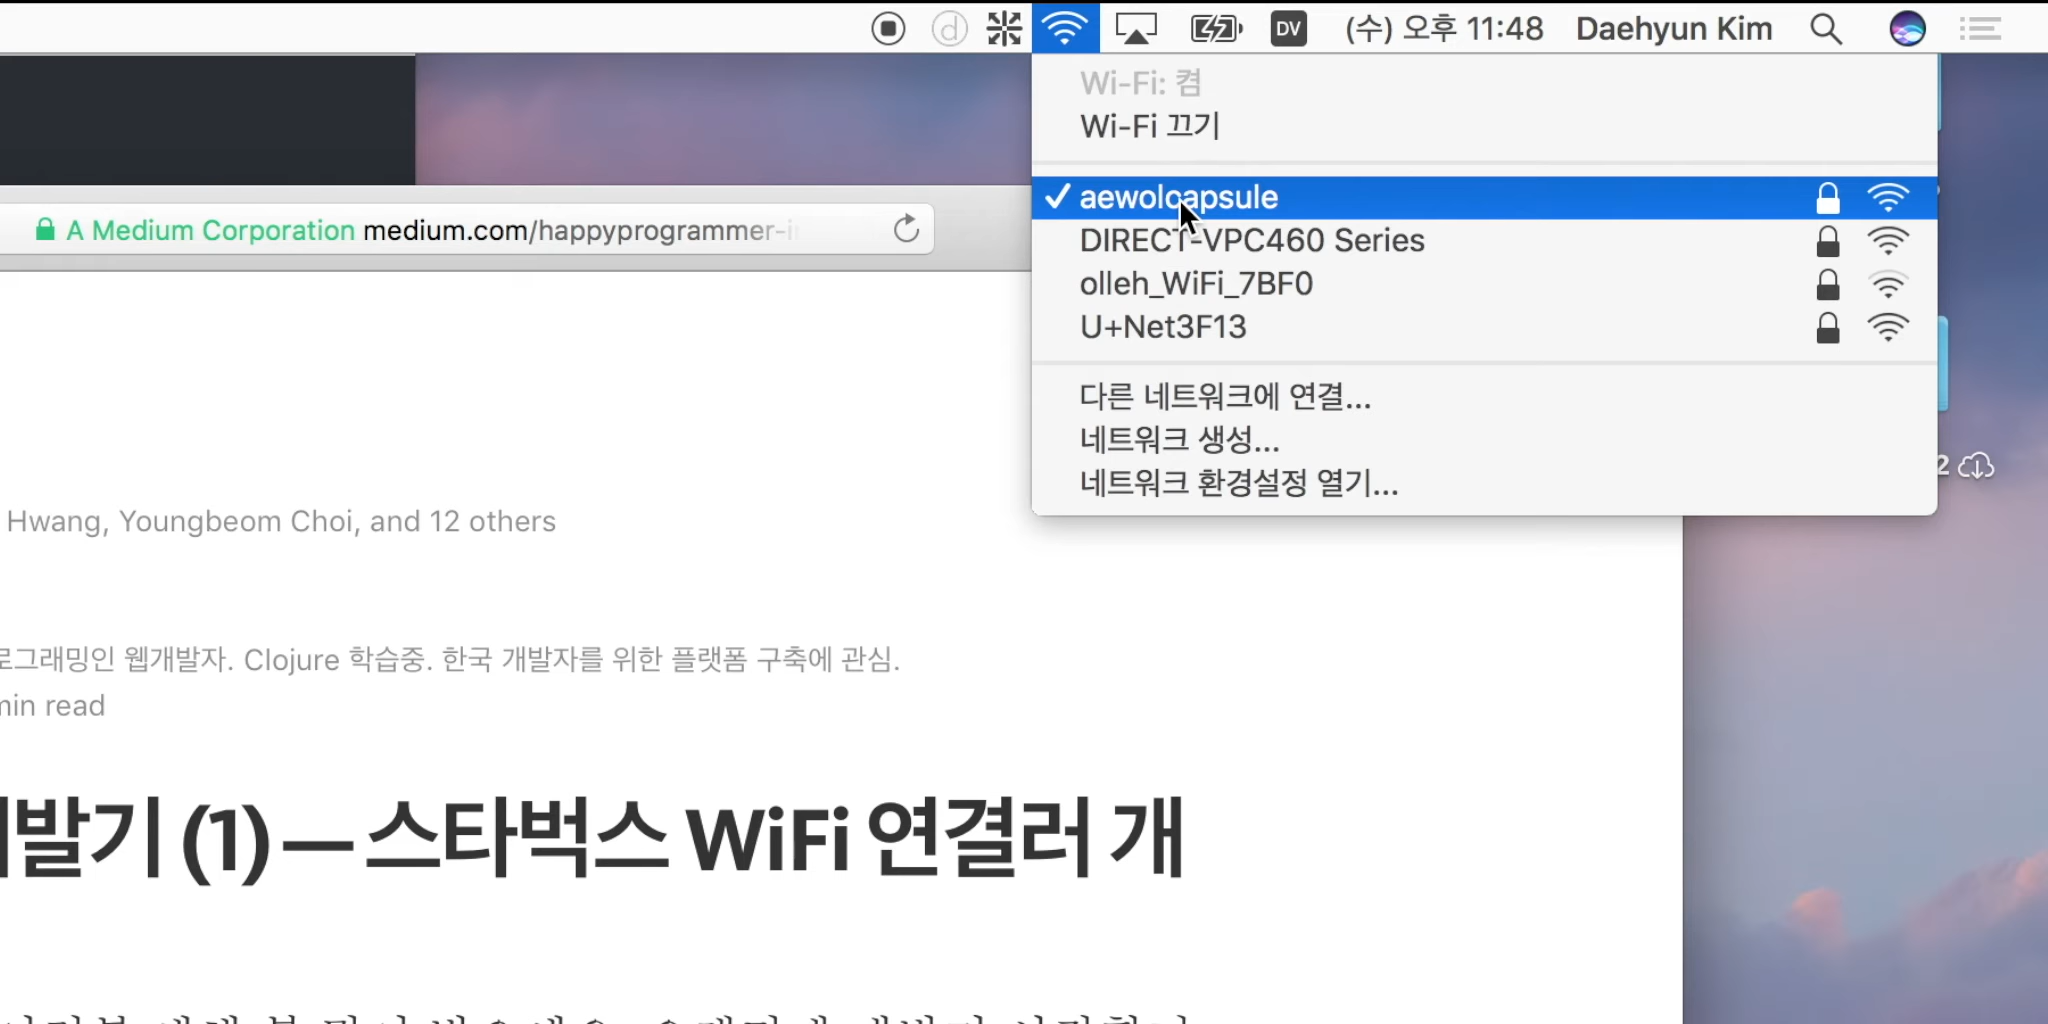 DV (수) 오후 11:48 Daehyun Kim
Wi-Fi: 켬
Wi-Fi 끄기
aewolcapsule
DIRECT-VPC460 Series
olleh_WiFi_7BF0
U+Net3F13
다른 네트워크에 연결...
네트워크 생성...
네트워크 환경설정 열기...
2
A Medium Corporation medium.com/happyprogrammer-i
Hwang, Youngbeom Choi, and 12 others
로그래밍인 웹개발자. Clojure 학습중. 한국 개발자를 위한 플랫폼 구축에 관심.
min read
발기 (1) — 스타벅스 WiFi 연결러 개